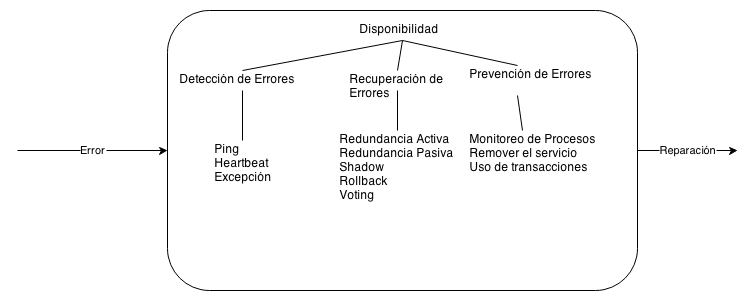 Disponibilidad
Detección de Errores
Recuperación de
Errores
Prevención de Errores
Error
Ping
Heartbeat
Excepción
Redundancia Activa
Redundancia Pasiva
Shadow
Rollback
Voting
Monitoreo de Procesos
Remover el servicio
Uso de transacciones
Reparación